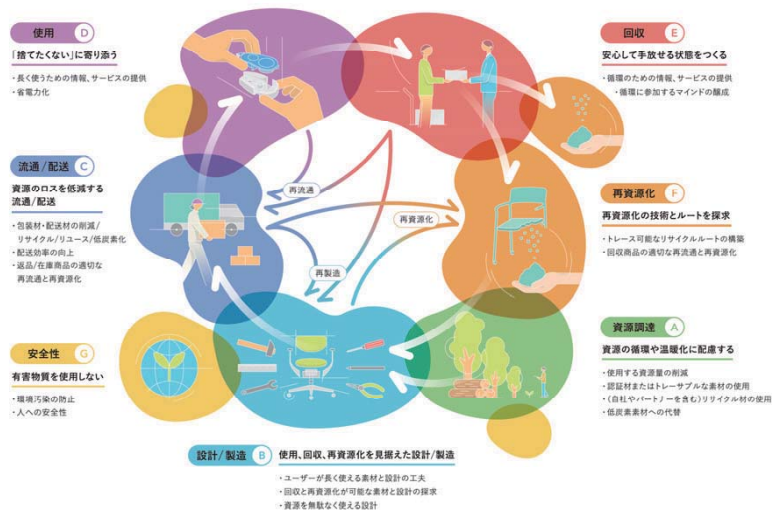 使用 D
「捨てたくない」に寄り添う
・長く使うための情報、サービスの提供
・省電力化
回収 E
安心して手放せる状態をつくる
・循環のための情報、サービスの提供
・循環に参加するマインドの醸成
流通/配送 C
資源のロスを低減する
流通/配送
・包装材・配送材の削減/
リサイクル/リユース/低炭素化
・配送効率の向上
・返品/在庫商品の適切な
再流通と再資源化
再流通
再資源化
再製造
再資源化 F
再資源化の技術とルートを探求
・トレース可能なリサイクルルートの構築
・回収商品の適切な再流通と再資源化
安全性 G
有害物質を使用しない
・環境汚染の防止
・人への安全性
資源調達 A
資源の循環や温暖化に配慮する
・使用する資源量の削減
・認証材またはトレーサブルな素材の使用
・(自社やパートナーを含む)リサイクル材の使用
・低炭素素材への代替
設計/製造 B
使用、回収、再資源化を見据えた設計/製造
・ユーザーが長く使える素材と設計の工夫
・回収と再資源化が可能な素材と設計の探求
・資源を無駄なく使える設計